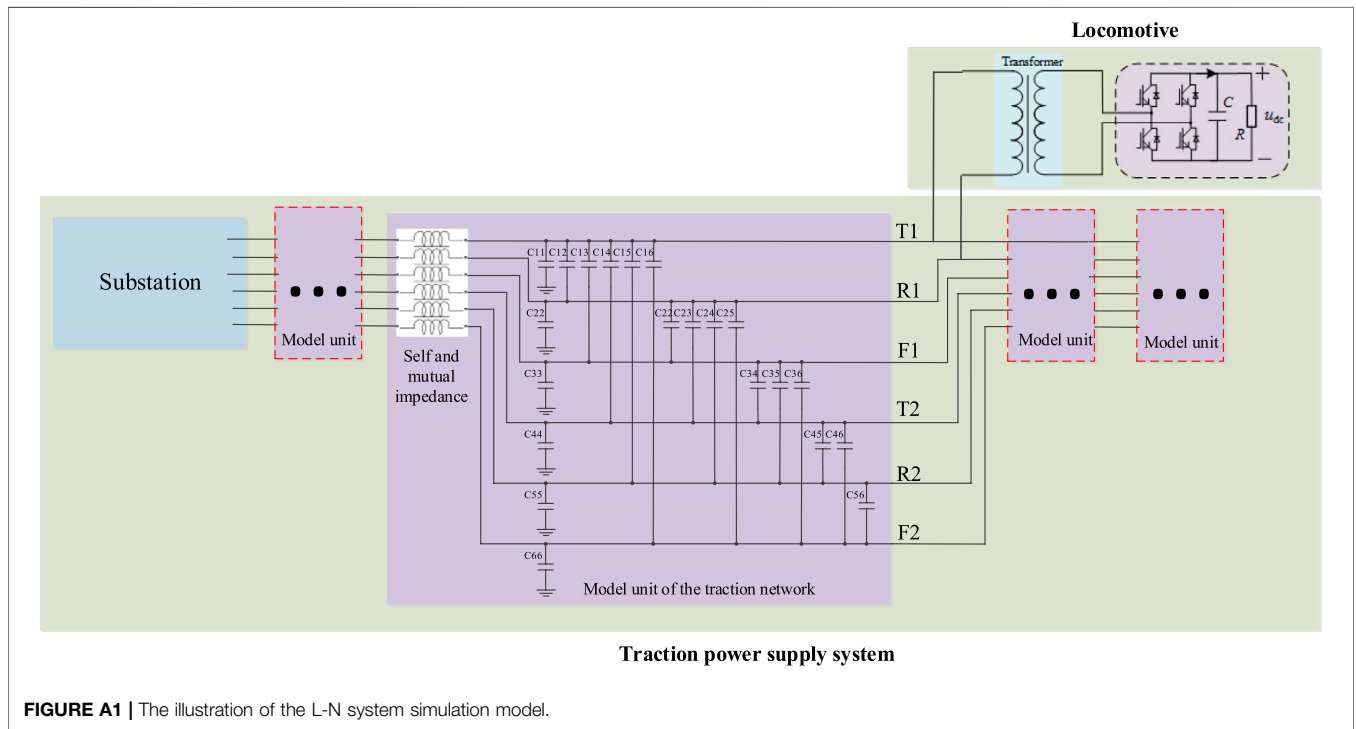 Locomotive
Transformer
+
C
R
udc
−
Substation
Model unit
Self and
mutual
impedance
C11 C12 C13 C14 C15 C16
T1
C22 C22 C23 C24 C25
R1
C33 C34 C35 C36
F1
C44 C45 C46
T2
C55 C56
R2
C66
F2
Model unit of the traction network
Model unit
Model unit
Traction power supply system
FIGURE A1 | The illustration of the L-N system simulation model.